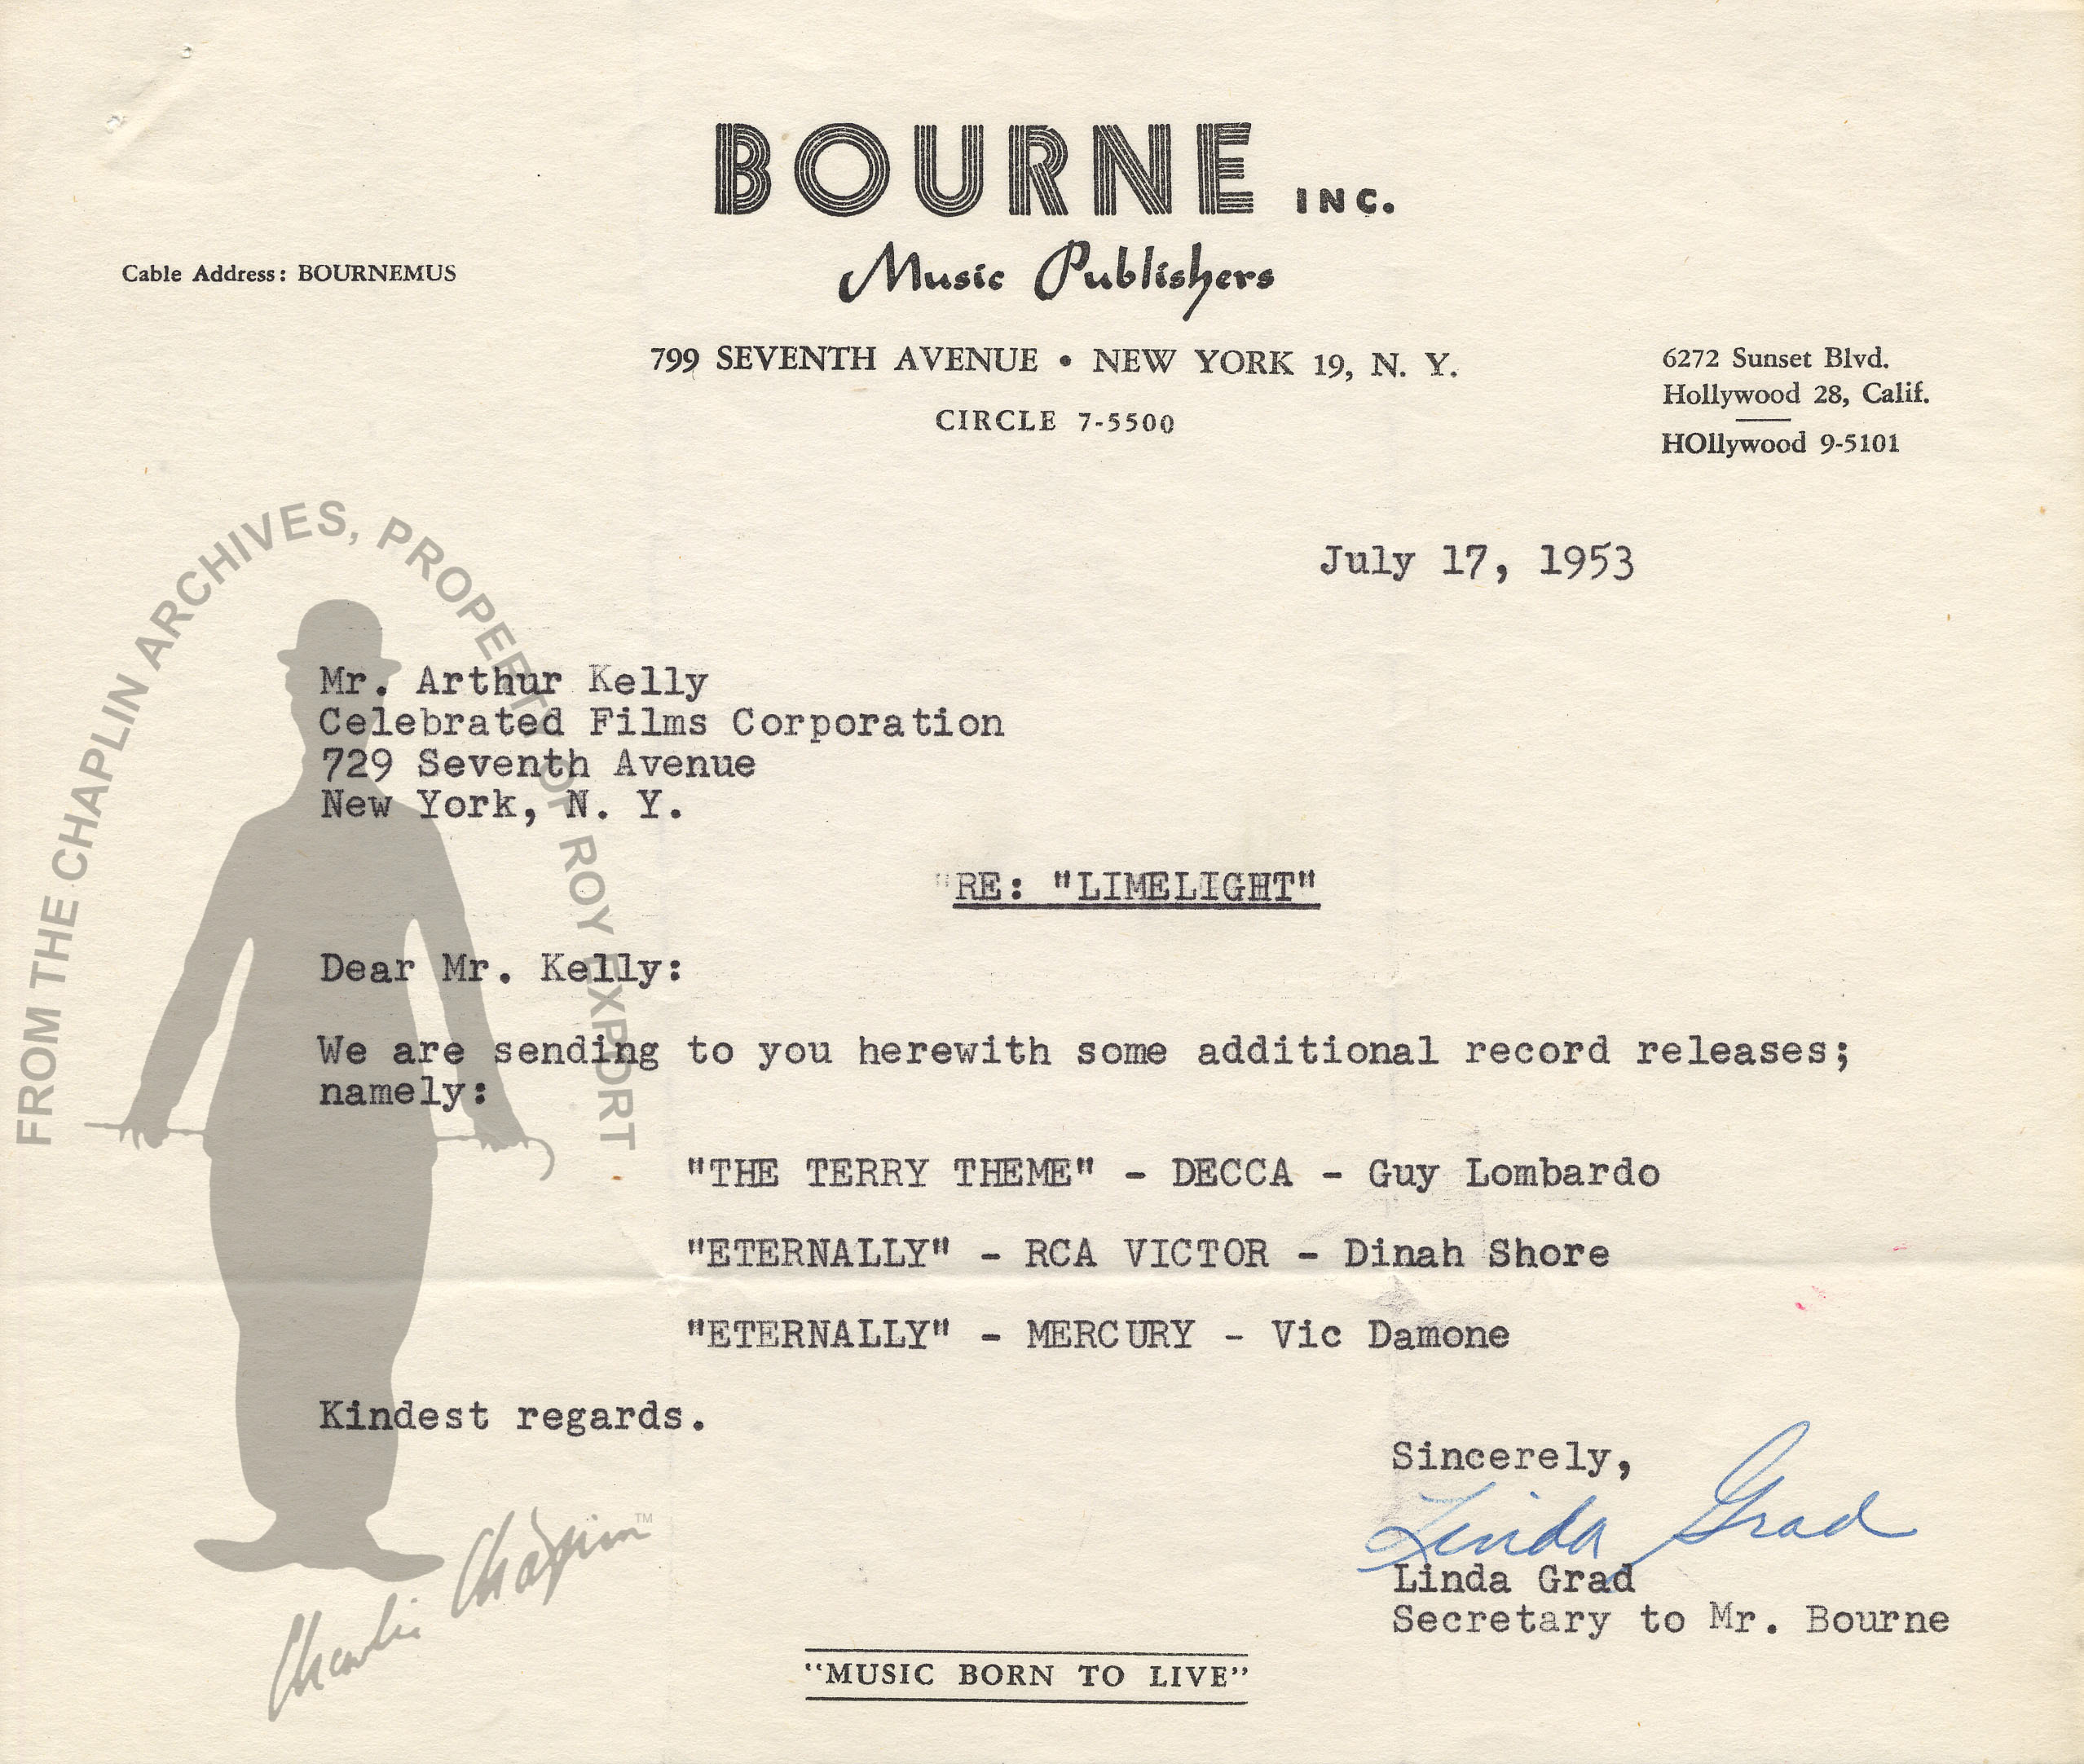 BOURNE INC.
Music Publishers
Cable Address: BOURNEMUS
799 SEVENTH AVENUE • NEW YORK 19, N. Y.
CIRCLE 7-5500
6272 Sunset Blvd.
Hollywood 28, Calif.
HOllywood 9-5101
July 17, 1953
FROM THE CHAPLIN ARCHIVES, PROPERTY OF ROY EXPORT
Mr. Arthur Kelly
Celebrated Films Corporation
729 Seventh Avenue
New York, N. Y.
"RE: "LIMELIGHT"
Dear Mr. Kelly:
We are sending to you herewith some additional record releases;
namely:
"THE TERRY THEME" - DECCA - Guy Lombardo
"ETERNALLY" - RCA VICTOR - Dinah Shore
"ETERNALLY" - MERCURY - Vic Damone
Kindest regards.
Sincerely,
Linda Grad
Linda Grad
Secretary to Mr. Bourne
Charlie Chaplin™
"MUSIC BORN TO LIVE"